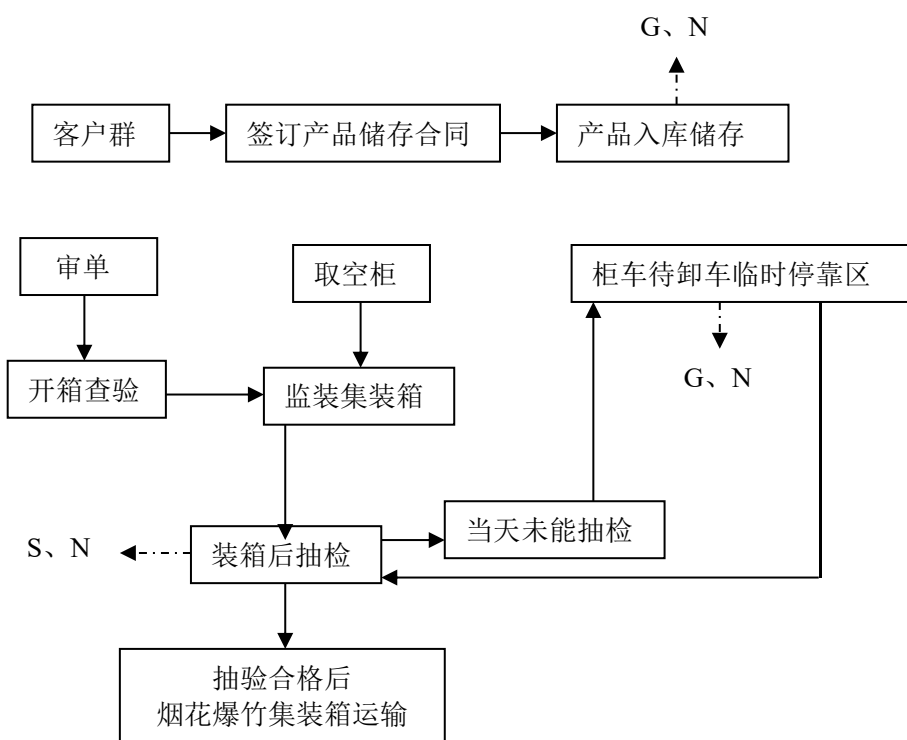 G、N
客户群
签订产品储存合同
产品入库储存
审单
取空柜
柜车待卸车临时停靠区
开箱查验
监装集装箱
G、N
当天未能抽检
S、N
装箱后抽检
抽验合格后
烟花爆竹集装箱运输